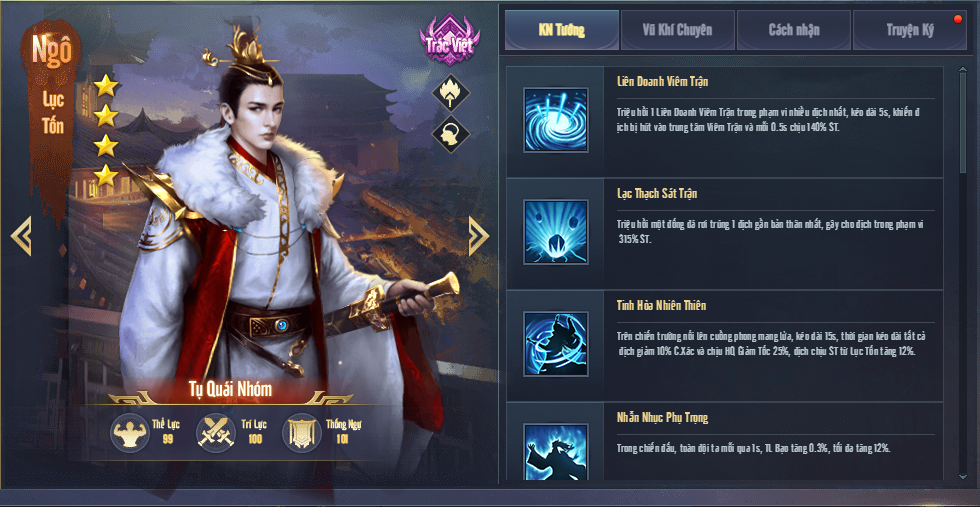 Ngô
Lục
Tốn
Trác Việt
Tụ Quái Nhóm
Thể Lực
99
Trí Lực
100
Thống Ngự
101
KN Tướng
Vũ Khí Chuyên
Cách nhận
Truyện Ký
Liên Doanh Viêm Trận
Triệu hồi 1 Liên Doanh Viêm Trận trong phạm vi nhiều địch nhất, kéo dài 5s, khiến đ
ịch bị hút vào trung tâm Viêm Trận và mỗi 0.5s chịu 140% ST.
Lạc Thạch Sát Trận
Triệu hồi một đống đá rơi trúng 1 địch gần bản thân nhất, gây cho địch trong phạm vi
315% ST.
Tinh Hỏa Nhiên Thiên
Trên chiến trường nổi lên cuồng phong mang lửa, kéo dài 15s, thời gian kéo dài tất cả
địch giảm 10% C.Xác và chịu HQ Giảm Tốc 25%, địch chịu ST từ Lục Tốn tăng 12%.
Nhẫn Nhục Phụ Trọng
Trong chiến đấu, toàn đội ta mỗi qua 1s, TL Bạo tăng 0.3%, tối đa tăng 12%.